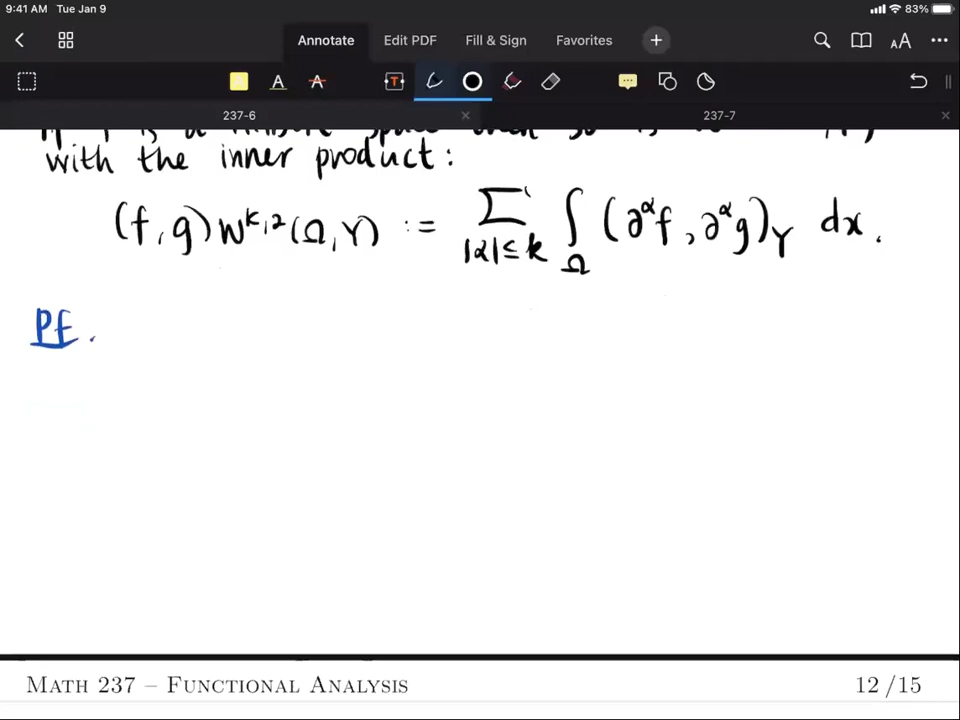 9:41 AM Tue Jan 9
83%
Annotate Edit PDF Fill & Sign Favorites
237-6 237-7
with the inner product:
(f,g)W^{k,2}(Ω,Y) := ∑_{|α|≤k} ∫_Ω (∂^α f, ∂^α g)_Y dx.
Pf.
MATH 237 – FUNCTIONAL ANALYSIS 12/15